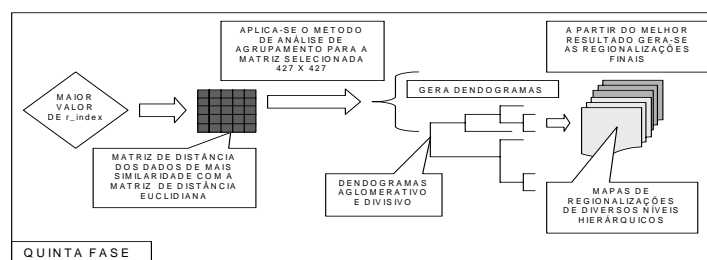 APLICA-SE O MÉTODO
DE ANÁLISE DE
AGRUPAMENTO PARA A
MATRIZ SELECIONADA
427 X 427
A PARTIR DO MELHOR
RESULTADO GERA-SE
AS REGIONALIZAÇÕES
FINAIS
MAIOR
VALOR
DE r_index
GERA DENDOGRAMAS
MATRIZ DE DISTÂNCIA
DOS DADOS DE MAIS
SIMILARIDADE COM A
MATRIZ DE DISTÂNCIA
EUCLIDIANA
DENDOGRAMAS
AGLOMERATIVO
E DIVISIVO
MAPAS DE
REGIONALIZAÇÕES
DE DIVERSOS NÍVEIS
HIERÁRQUICOS
QUINTA FASE